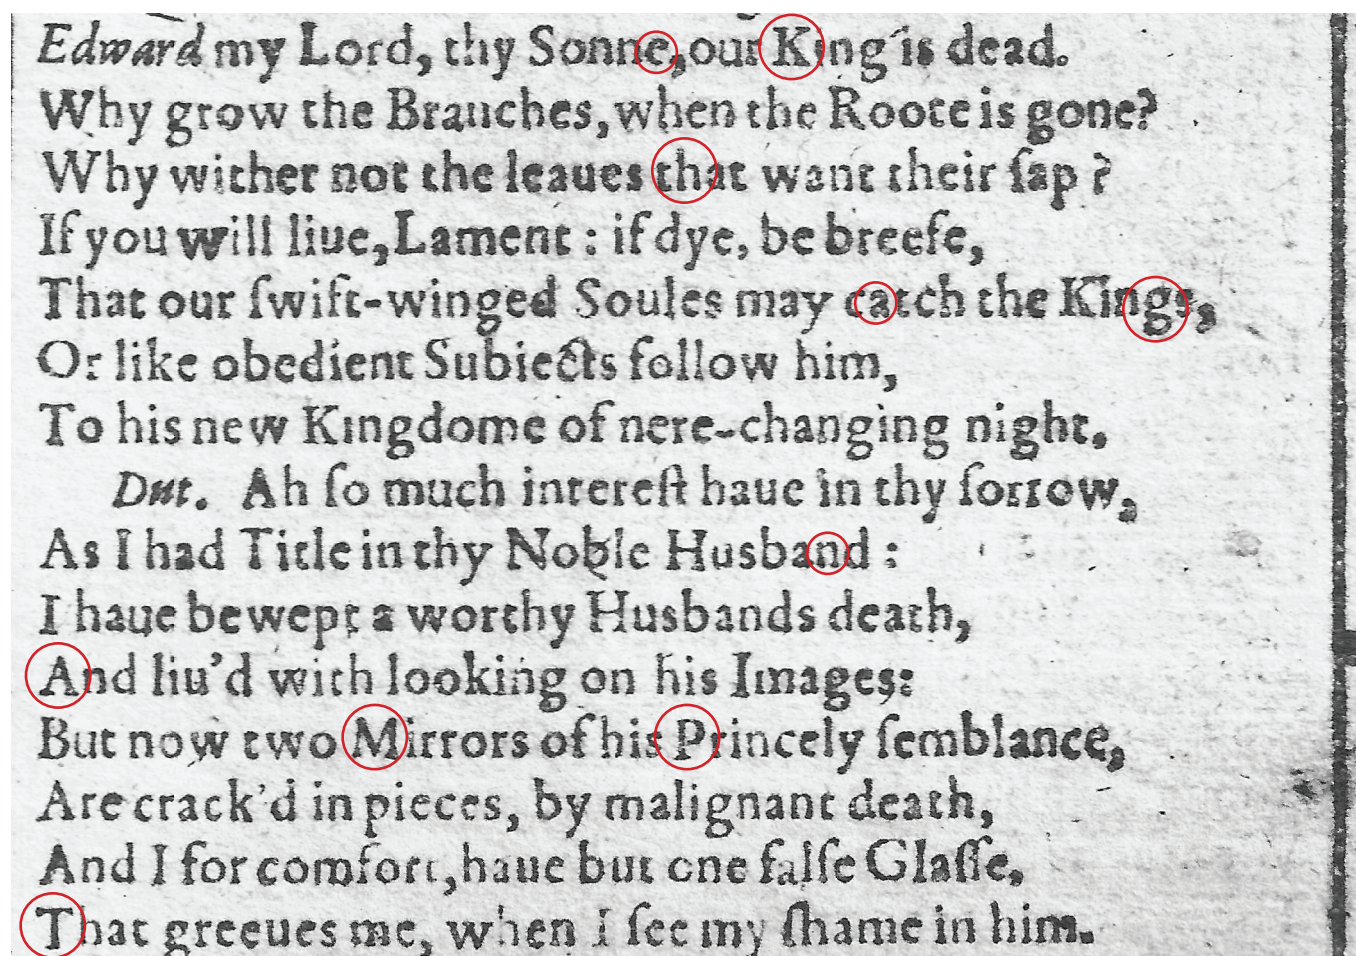 Edward my Lord, thy Sonne, our King is dead.
Why grow the Brauches, when the Roote is gone?
Why wither not the leaues that want their ſap?
If you will liue, Lament: if dye, be breefe,
That our ſwift-winged Soules may catch the Kings,
Or like obedient Subiects follow him,
To his new Kingdome of nere-changing night.
Dut. Ah ſo much intereſt haue in thy ſorrow,
As I had Title in thy Noble Husband:
I haue bewept a worthy Husbands death,
And liu'd with looking on his Images:
But now two Mirrors of his Princely ſemblance,
Are crack'd in pieces, by malignant death,
And I for comfort, haue but one falſe Glaſſe,
That greeues me, when I ſee my ſhame in him.